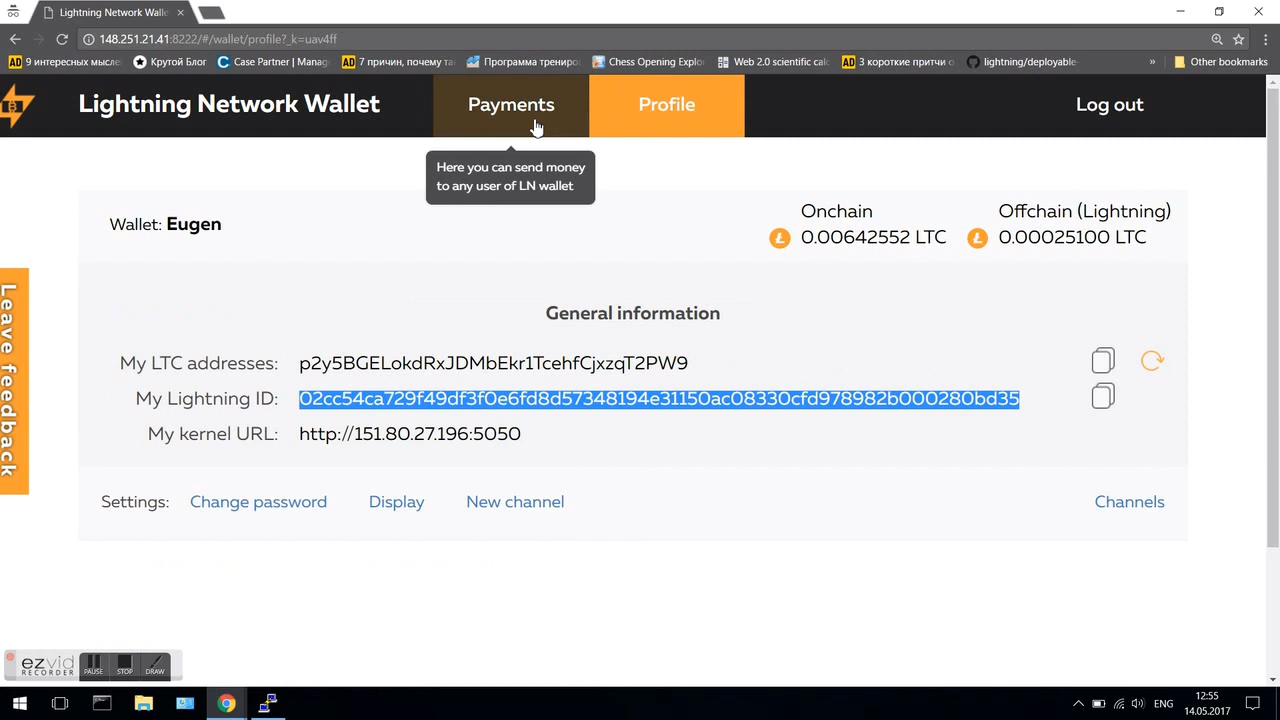 Lightning Network Walle
148.251.21.41:8222/#/wallet/profile?_k=uav4ff
9 интересных мысле
Крутой Блог
Case Partner | Manag
7 причин, почему та
Программа трениро
Chess Opening Explo
Web 2.0 scientific calc
3 короткие притчи о
lightning/deployable-
»
Other bookmarks
Lightning Network Wallet
Payments
Profile
Log out
Here you can send money
to any user of LN wallet
Wallet: Eugen
Onchain
0.00642552 LTC
Offchain (Lightning)
0.00025100 LTC
Leave feedback
General information
My LTC addresses: p2y5BGELokdRxJDMbEkr1TcehfCjxzqT2PW9
My Lightning ID: 02cc54ca729f49df3f0e6fd8d57348194e31150ac08330cfd978982b000280bd35
My kernel URL: http://151.80.27.196:5050
Settings: Change password Display New channel Channels
ezvid
RECORDER
PAUSE STOP DRAW
ENG
12:55
14.05.2017